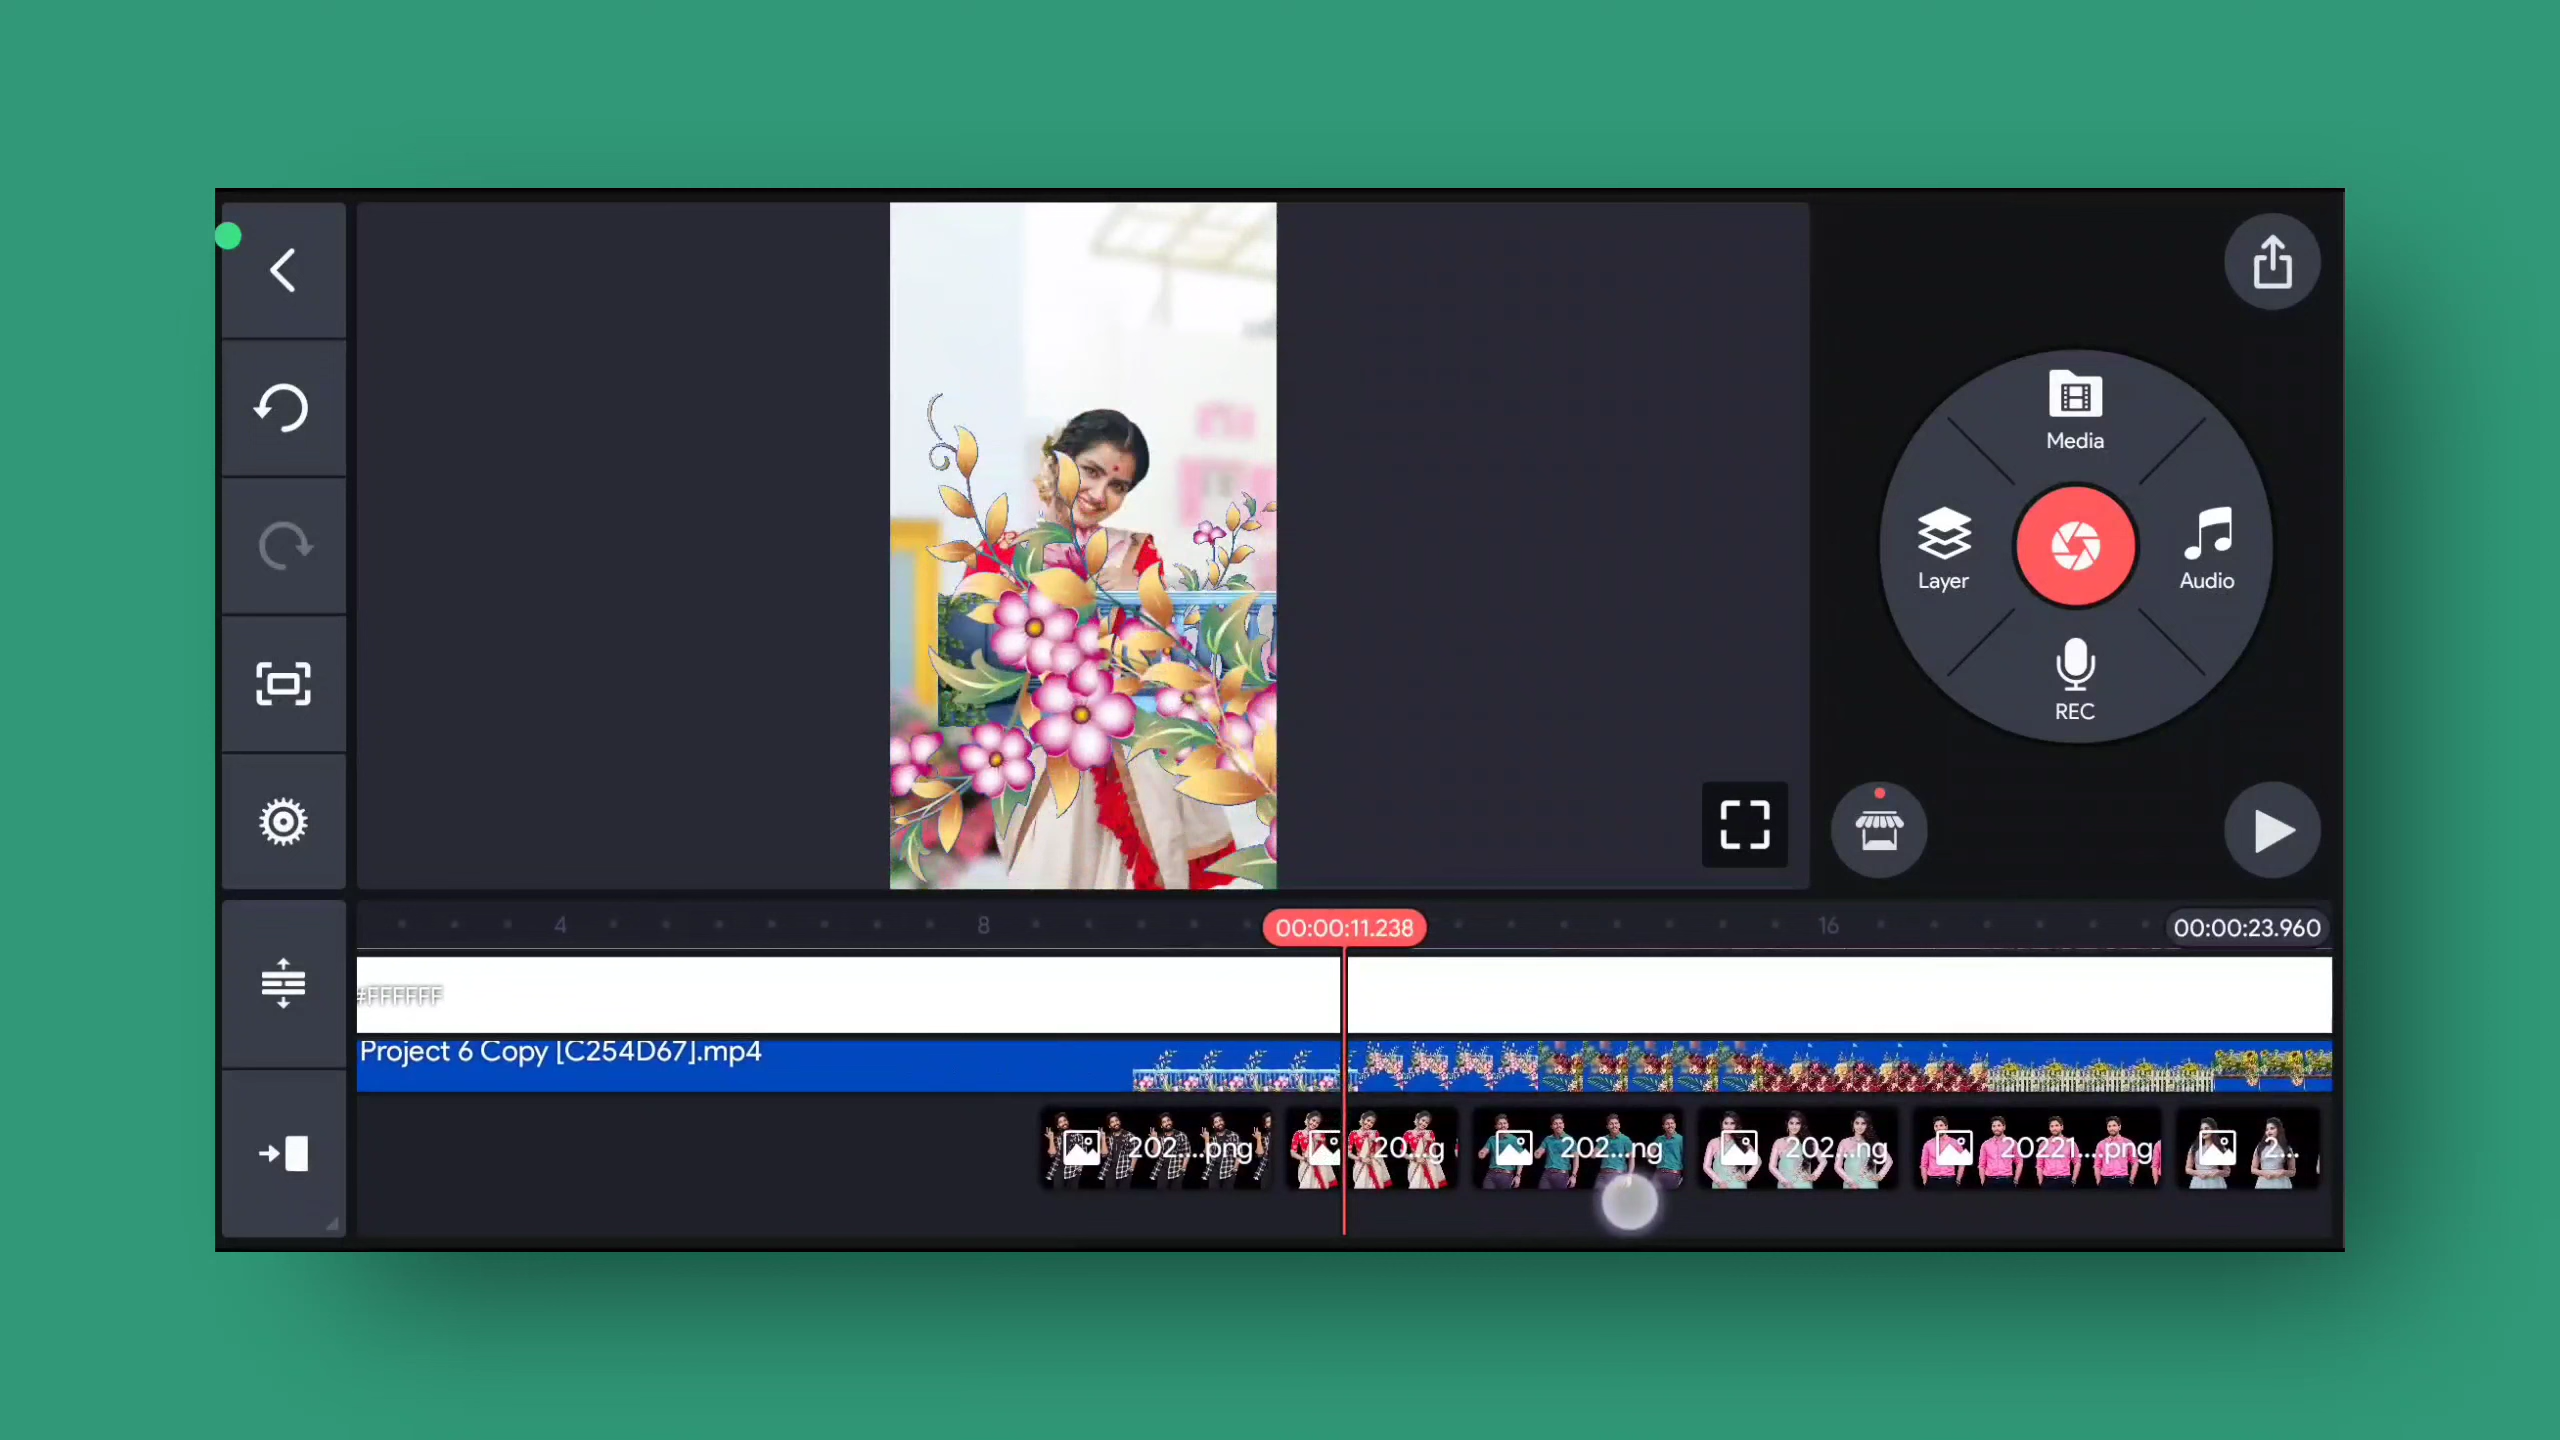 Media
Layer
Audio
REC
4
8
00:00:11.238
16
00:00:23.960
#FFFFFF
Project 6 Copy [C254D67].mp4
202...png
20...g
202...ng
202...ng
20221....png
2...